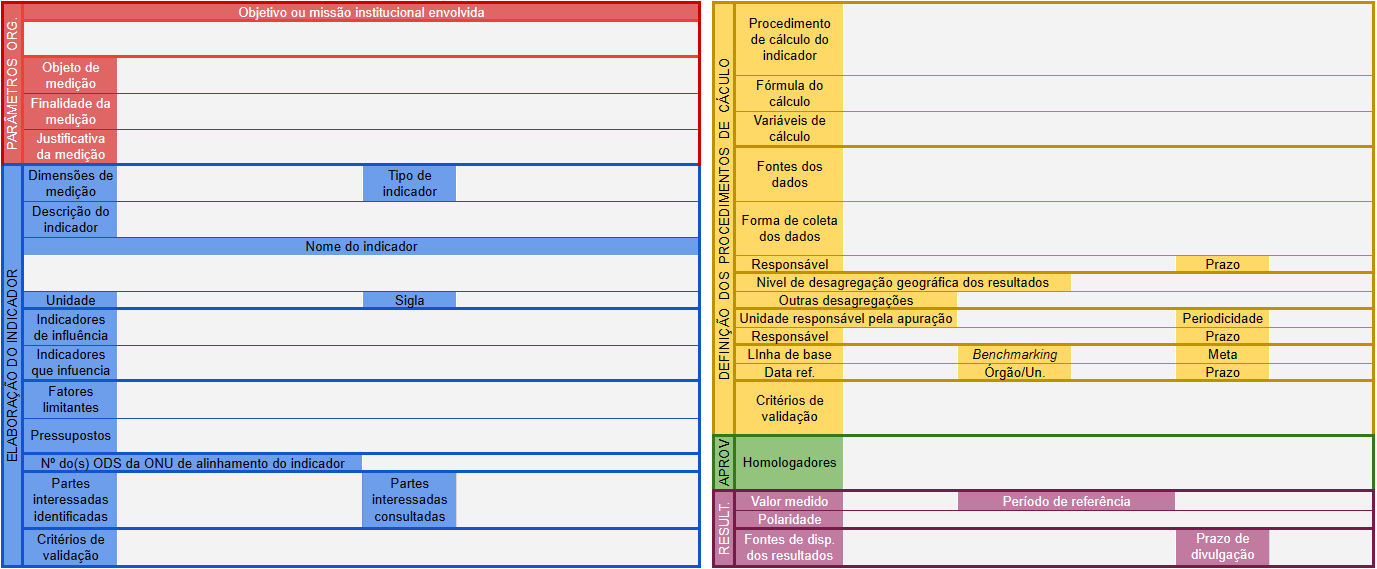 PARÂMETROS ORG.
Objetivo ou missão institucional envolvida
Objeto de
medição
Finalidade da
medição
Justificativa
da medição
ELABORAÇÃO DO INDICADOR
Dimensões de
medição
Tipo de
indicador
Descrição do
indicador
Nome do indicador
Unidade
Sigla
Indicadores
de influência
Indicadores
que infuencia
Fatores
limitantes
Pressupostos
Nº do(s) ODS da ONU de alinhamento do indicador
Partes
interessadas
identificadas
Partes
interessadas
consultadas
Critérios de
validação
DEFINIÇÃO DOS PROCEDIMENTOS DE CÁCULO
Procedimento
de cálculo do
indicador
Fórmula do
cálculo
Variáveis de
cálculo
Fontes dos
dados
Forma de coleta
dos dados
Responsável
Prazo
Nível de desagregação geográfica dos resultados
Outras desagregações
Unidade responsável pela apuração
Periodicidade
Responsável
Prazo
LInha de base
Benchmarking
Meta
Data ref.
Órgão/Un.
Prazo
Critérios de
validação
APROV
Homologadores
RESULT.
Valor medido
Período de referência
Polaridade
Fontes de disp.
dos resultados
Prazo de
divulgação